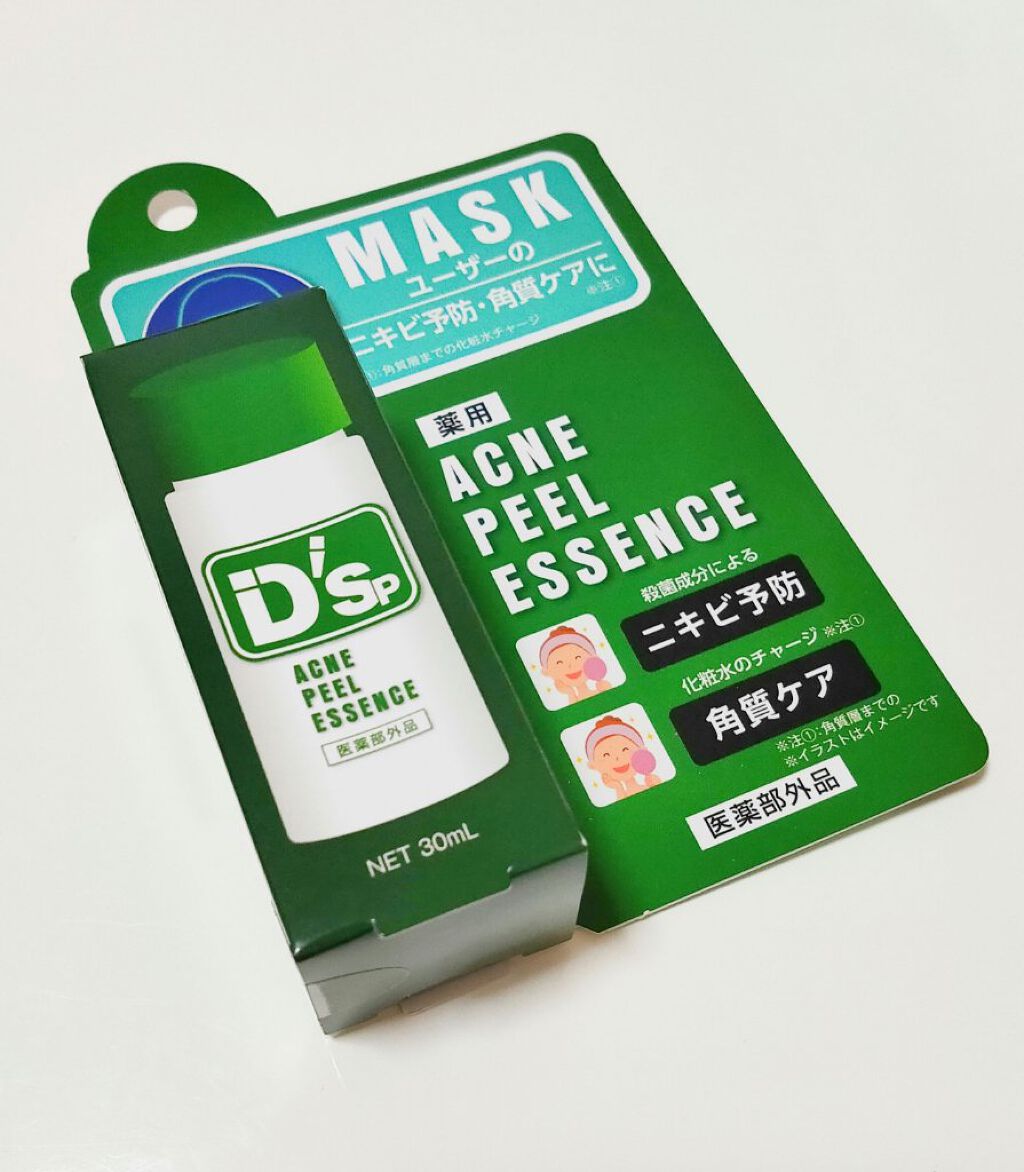 MASK
ユーザーの
ニキビ予防・角質ケアに
※注①
①:角質層までの化粧水チャージ
薬用
ACNE
PEEL
ESSENCE
殺菌成分による
ニキビ予防
化粧水のチャージ ※注①
角質ケア
※注①:角質層までの
※イラストはイメージです
医薬部外品
D'Sp
ACNE
PEEL
ESSENCE
医薬部外品
NET 30mL